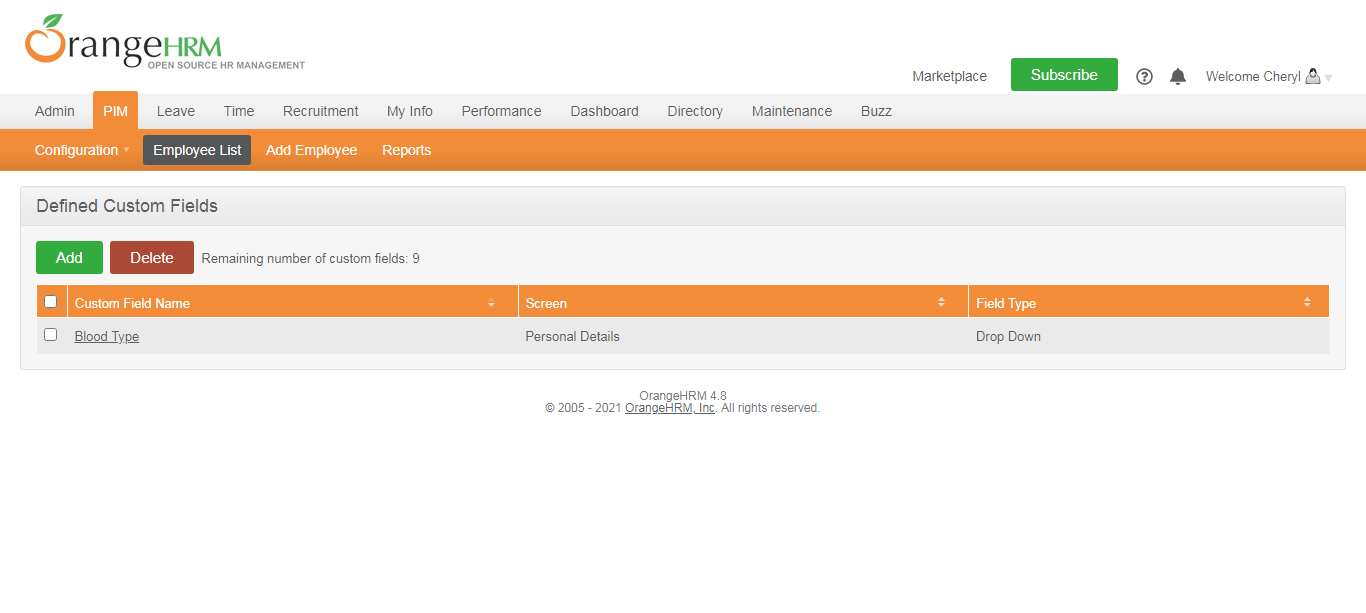 OrangeHRM
OPEN SOURCE HR MANAGEMENT
Marketplace Subscribe Welcome Cheryl
Admin PIM Leave Time Recruitment My Info Performance Dashboard Directory Maintenance Buzz
Configuration Employee List Add Employee Reports
Defined Custom Fields
Add Delete Remaining number of custom fields: 9
Custom Field Name Screen Field Type
Blood Type Personal Details Drop Down
OrangeHRM 4.8
© 2005 - 2021 OrangeHRM, Inc. All rights reserved.